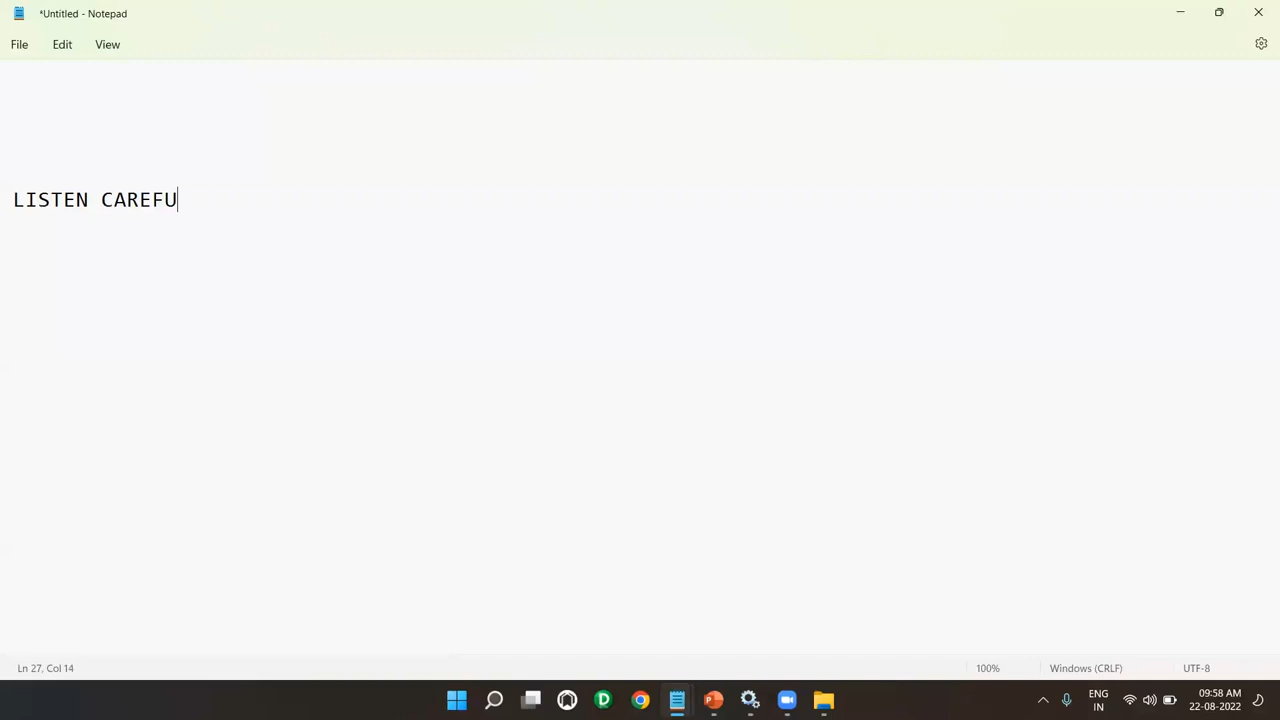 *Untitled - Notepad
File Edit View
LISTEN CAREFU
Ln 27, Col 14 100% Windows (CRLF) UTF-8
ENG 09:58 AM
IN 22-08-2022